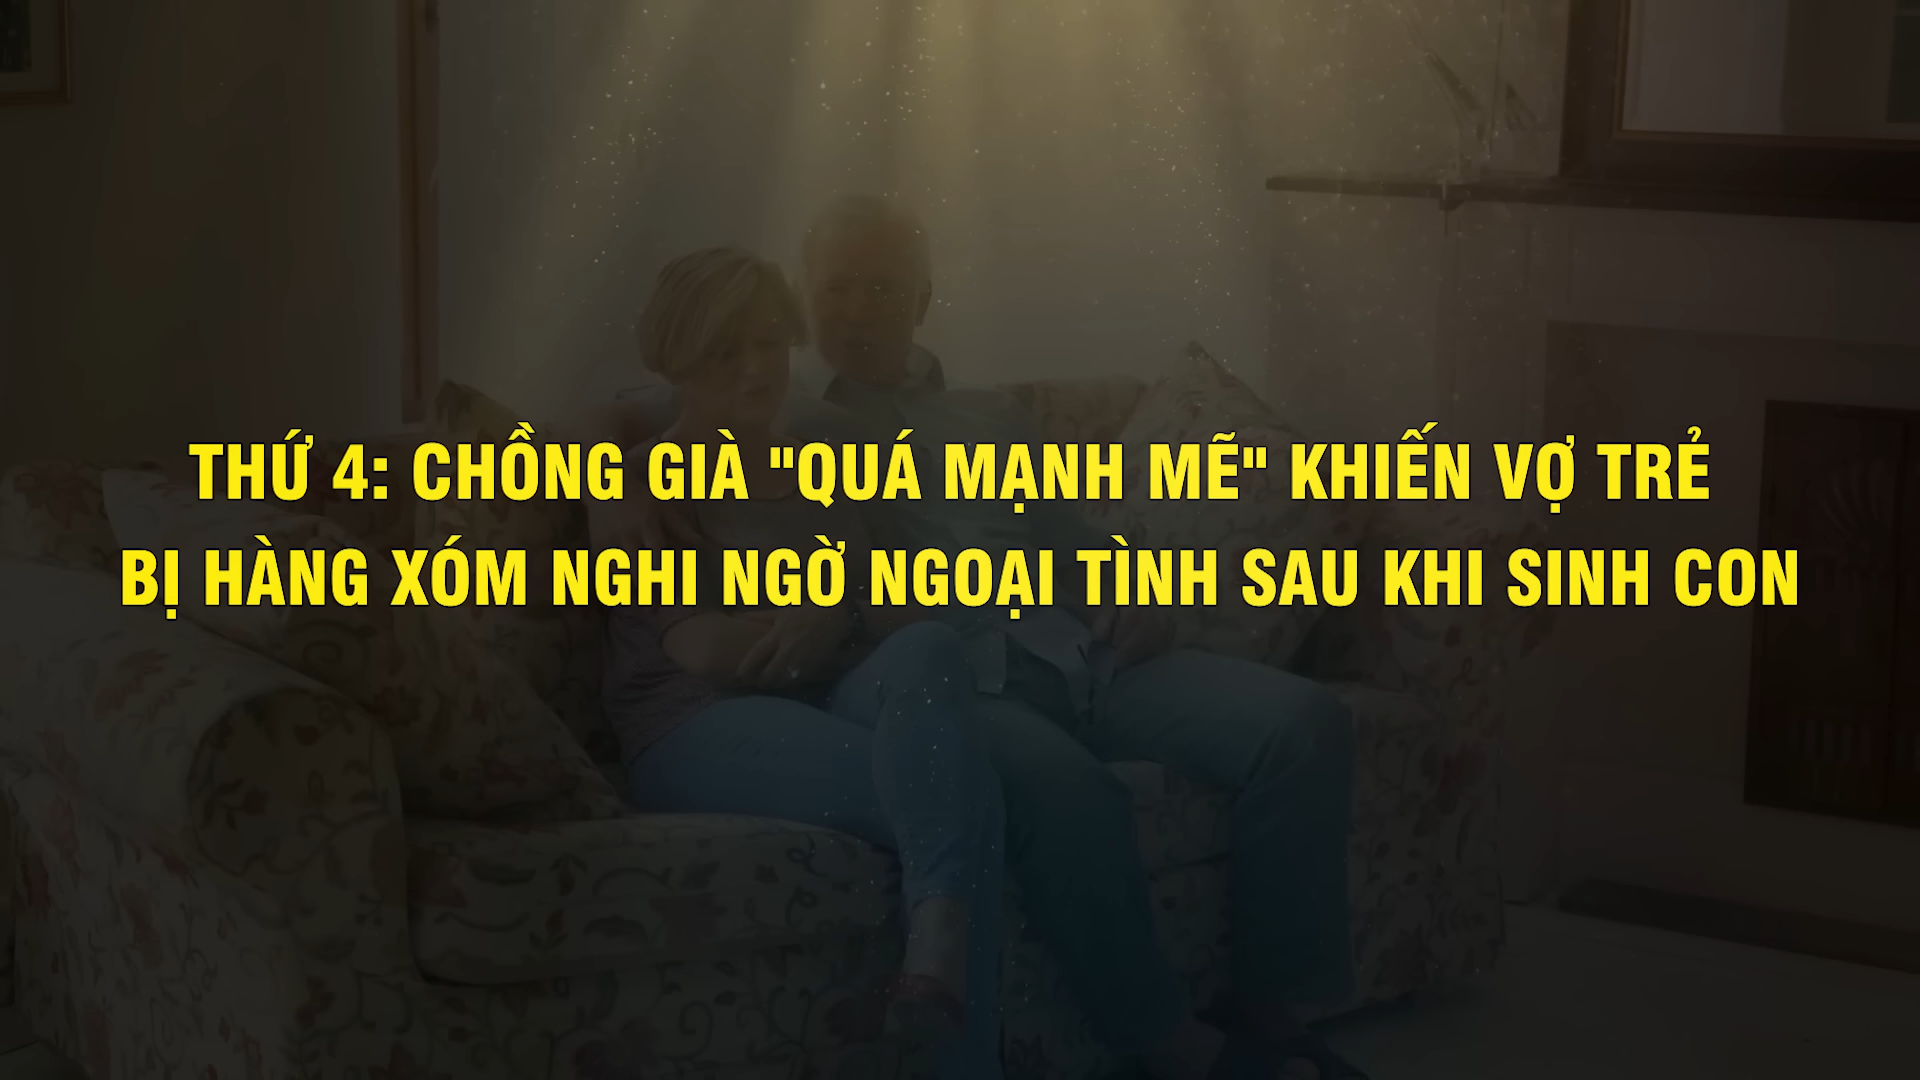 THỨ 4: CHỒNG GIÀ "QUÁ MẠNH MẼ" KHIẾN VỢ TRẺ
BỊ HÀNG XÓM NGHI NGỜ NGOẠI TÌNH SAU KHI SINH CON